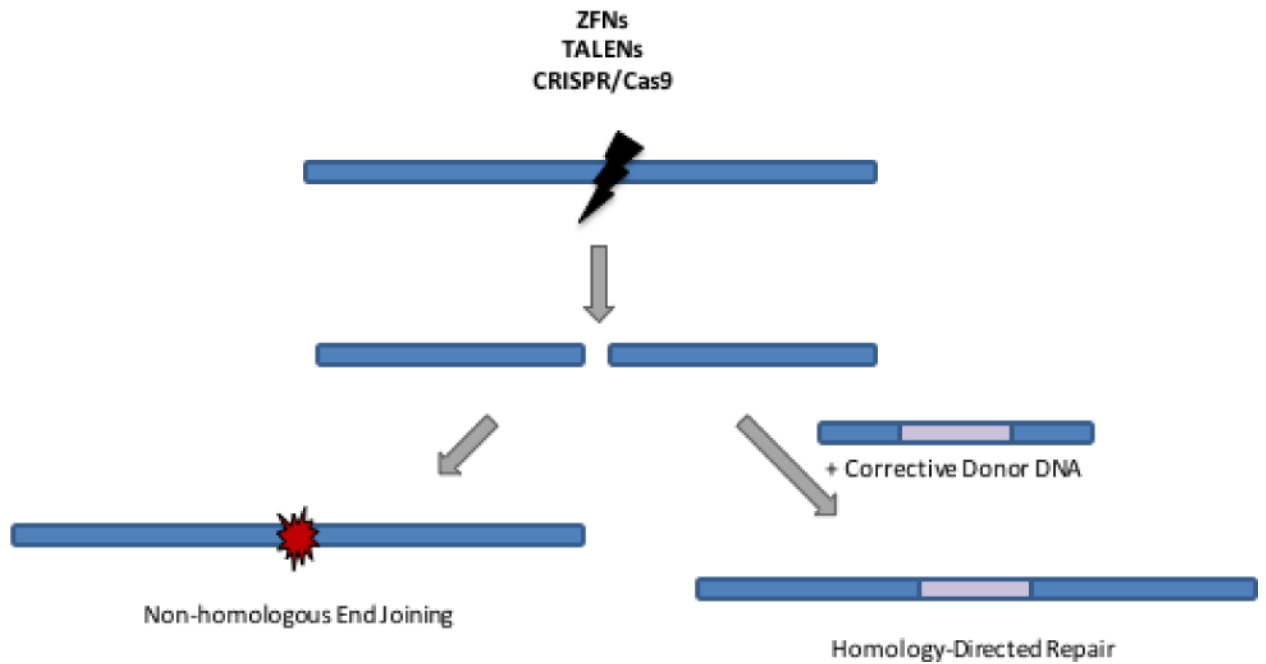 ZFNs
TALENs
CRISPR/Cas9
+ Corrective Donor DNA
Non-homologous End Joining
Homology-Directed Repair